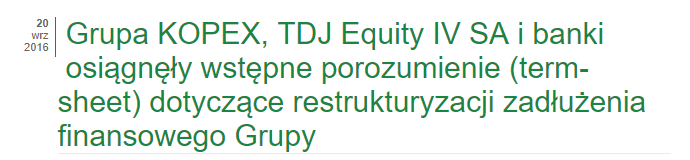 20
wrz
2016
Grupa KOPEX, TDJ Equity IV SA i banki
osiągnęły wstępne porozumienie (term-
sheet) dotyczące restrukturyzacji zadłużenia
finansowego Grupy